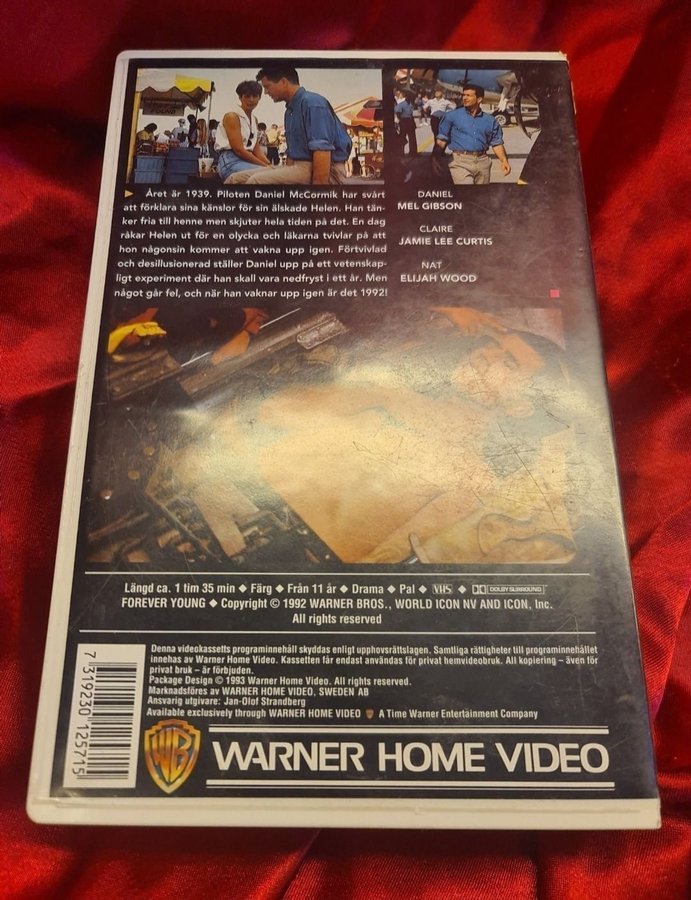 ► Året är 1939. Piloten Daniel McCormik har svårt
att förklara sina känslor för sin älskade Helen. Han tän-
ker fria till henne men skjuter hela tiden på det. En dag
råkar Helen ut för en olycka och läkarna tvivlar på att
hon någonsin kommer att vakna upp igen. Förtvivlad
och desillusionerad ställer Daniel upp på ett vetenskap-
ligt experiment där han skall vara nedfryst i ett år. Men
något går fel, och när han vaknar upp igen är det 1992!
DANIEL
MEL GIBSON
CLAIRE
JAMIE LEE CURTIS
NAT
ELIJAH WOOD
Längd ca. 1 tim 35 min ◆ Färg ◆ Från 11 år ◆ Drama ◆ Pal ◆ VHS ◆ DOLBY SURROUND
FOREVER YOUNG ◆ Copyright © 1992 WARNER BROS., WORLD ICON NV AND ICON, Inc.
All rights reserved
Denna videokassetts programinnehåll skyddas enligt upphovsrättslagen. Samtliga rättigheter till programinnehållet
innehas av Warner Home Video. Kassetten får endast användas för privat hemvideobruk. All kopiering – även för
privat bruk – är förbjuden.
Package Design © 1993 Warner Home Video. All rights reserved.
Marknadsföres av WARNER HOME VIDEO, SWEDEN AB
Ansvarig utgivare: Jan-Olof Strandberg
Available exclusively through WARNER HOME VIDEO A Time Warner Entertainment Company
7 319230 125715
WB WARNER HOME VIDEO